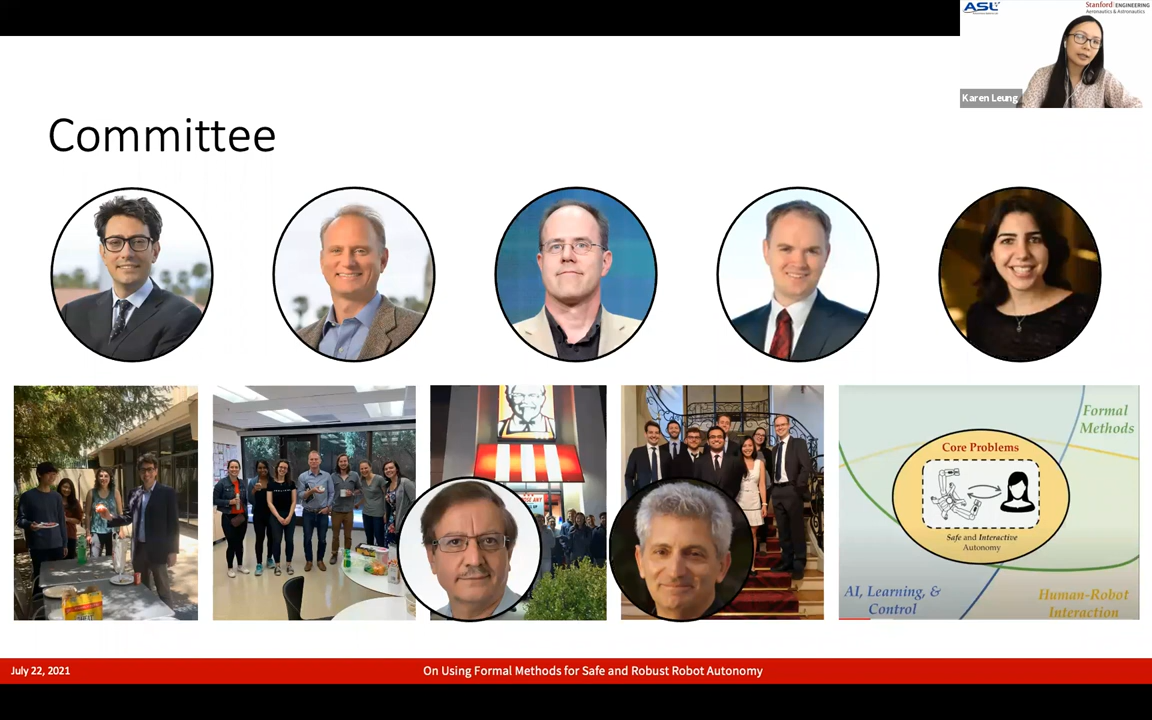 ASL
Stanford ENGINEERING
Aeronautics & Astronautics
Karen Leung
Committee
KFC
Formal
Methods
Core Problems
Safe and Interactive
Autonomy
AI, Learning, &
Control
Human-Robot
Interaction
July 22, 2021
On Using Formal Methods for Safe and Robust Robot Autonomy